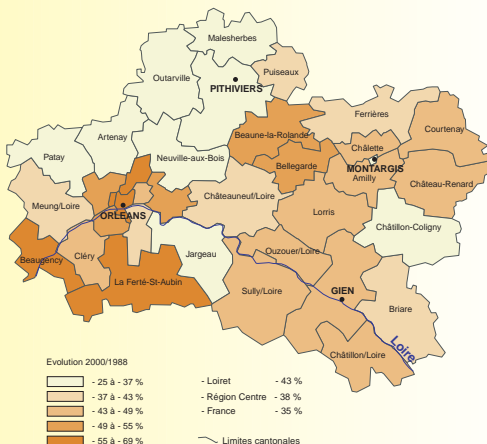 Malesherbes
Outarville
Puiseaux
PITHIVIERS
Ferrières
Courtenay
Beaune-la-Rolande
Artenay
Châlette
Patay
Neuville-aux-Bois
Bellegarde
MONTARGIS
Amilly
Château-Renard
Meung/Loire
Châteauneuf/Loire
ORLEANS
Lorris
Châtillon-Coligny
Beaugency
Cléry
Jargeau
Ouzouer/Loire
La Ferté-St-Aubin
Sully/Loire
GIEN
Briare
Loire
Châtillon/Loire
Evolution 2000/1988
- 25 à - 37 % - Loiret - 43 %
- 37 à - 43 % - Région Centre - 38 %
- 43 à - 49 % - France - 35 %
- 49 à - 55 %
- 55 à - 69 % Limites cantonales